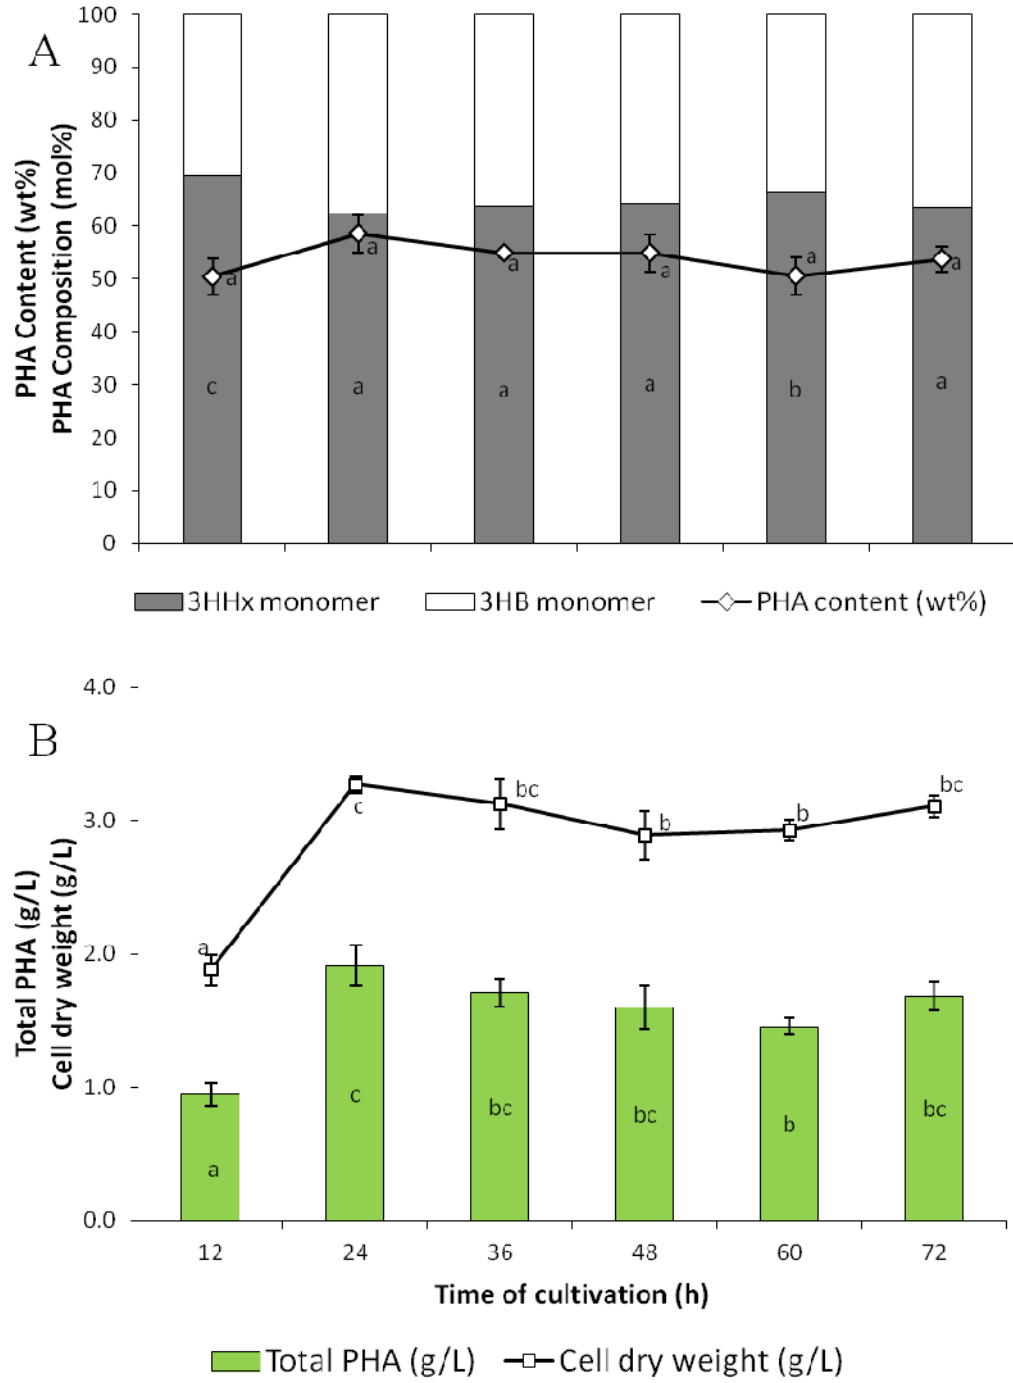 A
100
90
80
70
60
50
40
30
20
10
0
PHA Content (wt%)
PHA Composition (mol%)
a a a a a a
c a a a b a
3HHx monomer 3HB monomer PHA content (wt%)
B
4.0
3.0
2.0
1.0
0.0
Total PHA (g/L)
Cell dry weight (g/L)
a c bc b b bc
a c bc bc b bc
12 24 36 48 60 72
Time of cultivation (h)
Total PHA (g/L) Cell dry weight (g/L)